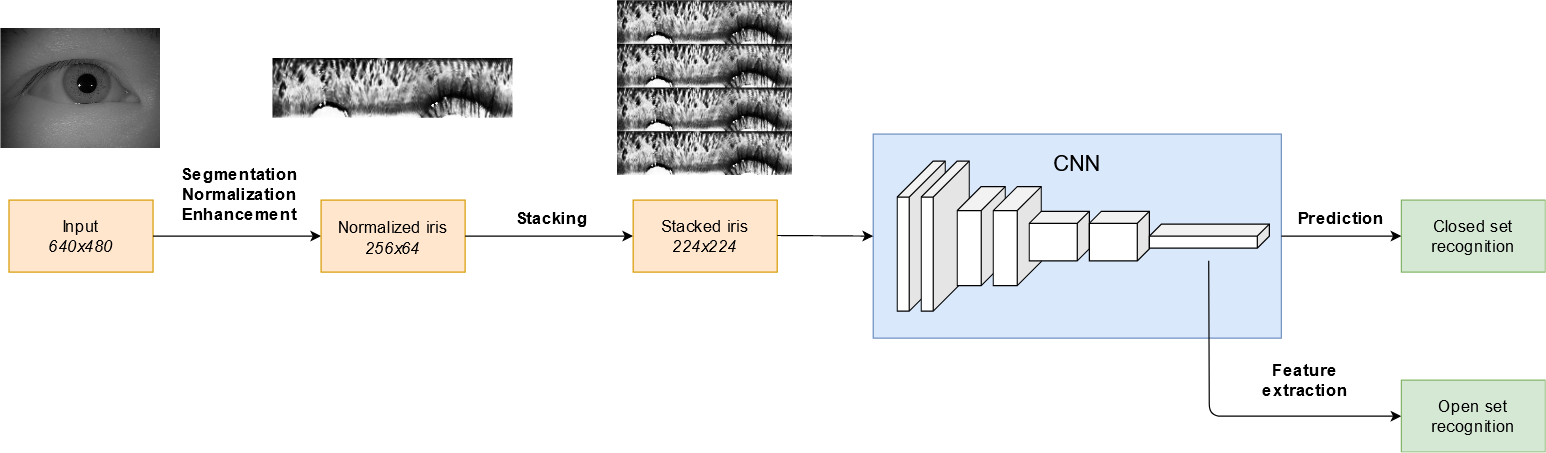 Segmentation
Normalization
Enhancement
Input
640x480
Normalized iris
256x64
Stacking
Stacked iris
224x224
CNN
Prediction
Closed set
recognition
Feature
extraction
Open set
recognition